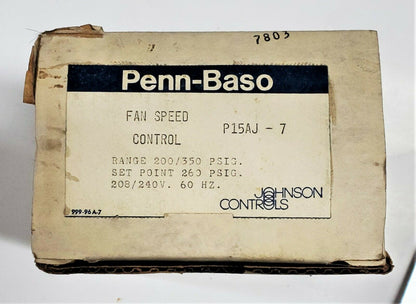 7803
Penn-Baso
FAN SPEED
CONTROL
P15AJ - 7
RANGE 200/350 PSIG.
SET POINT 260 PSIG.
208/240V. 60 HZ.
JOHNSON
CONTROLS
999-96A-7